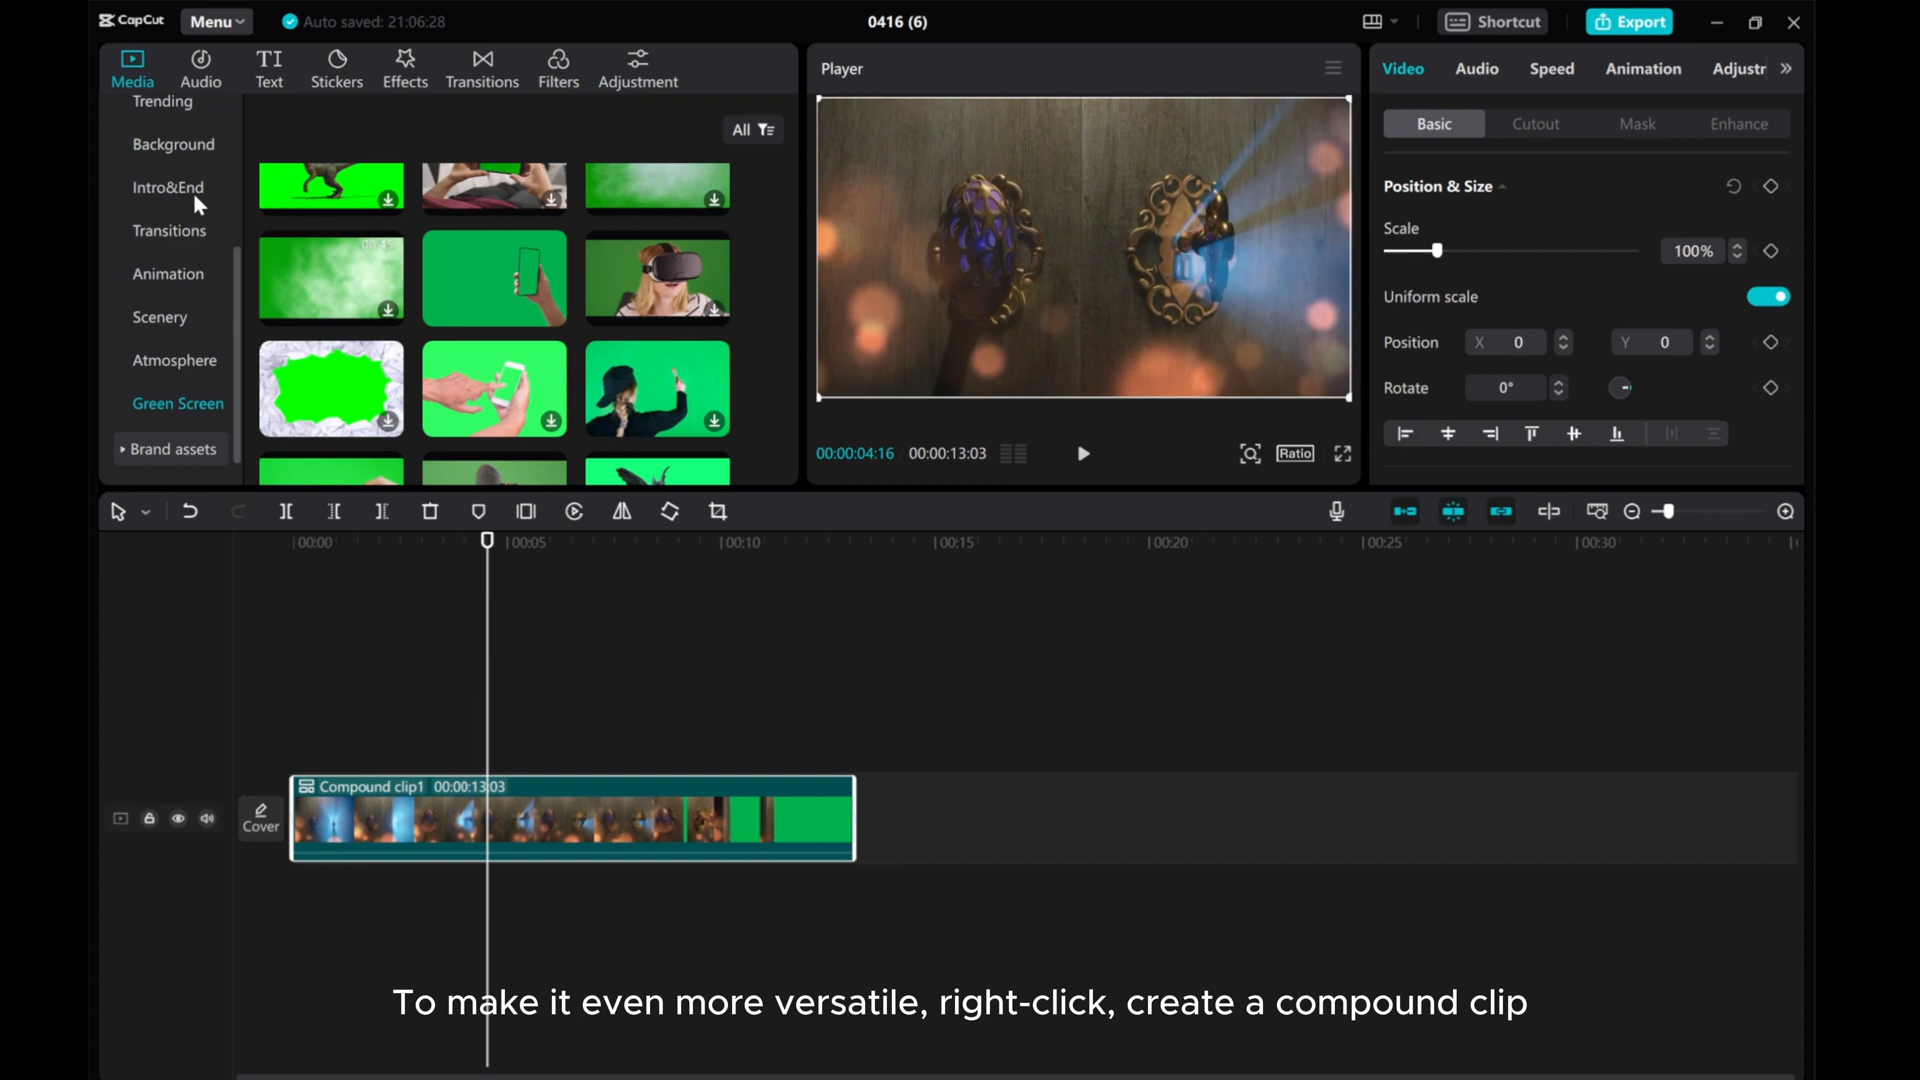 CapCut
Menu
Auto saved: 21:06:28
0416 (6)
Shortcut
Export
Media
Audio
Text
Stickers
Effects
Transitions
Filters
Adjustment
Trending
Background
Intro&End
Transitions
Animation
Scenery
Atmosphere
Green Screen
Brand assets
All
Player
00:00:04:16
00:00:13:03
Ratio
Video
Audio
Speed
Animation
Adjustr
Basic
Cutout
Mask
Enhance
Position & Size
Scale
100%
Uniform scale
Position
X 0
Y 0
Rotate
0°
00:00
00:05
00:10
00:15
00:20
00:25
00:30
Cover
Compound clip1 00:00:13:03
To make it even more versatile, right-click, create a compound clip